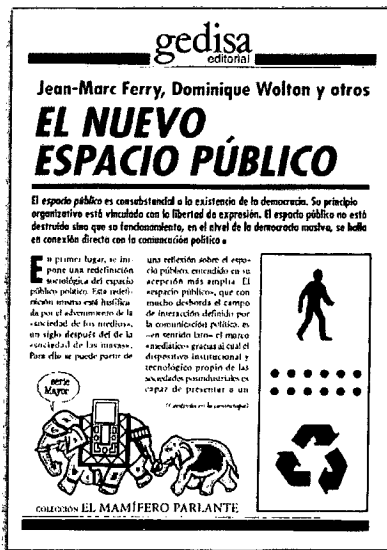 gedisa
editorial
Jean-Marc Ferry, Dominique Wolton y otros
EL NUEVO
ESPACIO PÚBLICO
El espacio público es consubstancial a la existencia de la democracia. Su principio
organizativo está vinculado con la libertad de expresión. El espacio público no está
destruido sino que su funcionamiento, en el nivel de la democracia masiva, se halla
en conexión directa con la comunicación política
En primer lugar, se im-
pone una redefinición
sociológica del espacio
público político. Esta redefi-
nición misma está justifica-
da por el advenimiento de la
«sociedad de los medios»,
un siglo después del de la
«sociedad de las masas».
Para ello se puede partir de
una reflexión sobre el espa-
cio público, entendido en su
acepción más amplia. El
«espacio público», que con
mucho desborda el campo
de interacción definido por
la comunicación política, es
«en sentido lato» el marco
«mediático» gracias al cual el
dispositivo institucional y
tecnológico propio de las
sociedades posindustriales es
capaz de presentar a un
(Continúa en la contratapa)
serie
Mayor
COLECCIÓN EL MAMÍFERO PARLANTE